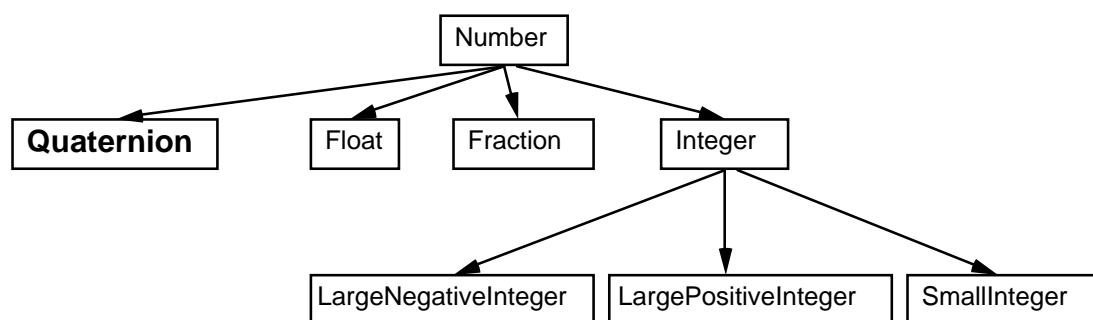 Number
Quaternion
Float
Fraction
Integer
LargeNegativeInteger
LargePositiveInteger
SmallInteger